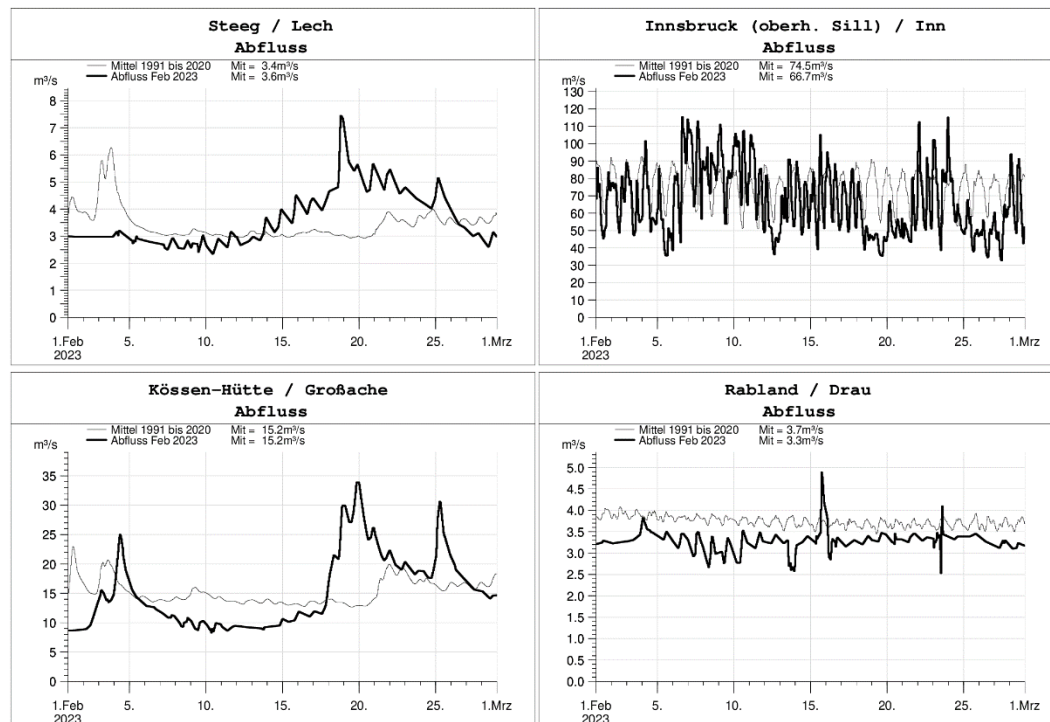 Steeg / Lech
Abfluss
Mittel 1991 bis 2020 Mit = 3.4m³/s
Abfluss Feb 2023 Mit = 3.6m³/s
m³/s
8
7
6
5
4
3
2
1
0
1.Feb 5. 10. 15. 20. 25. 1.Mrz
2023
Innsbruck (oberh. Sill) / Inn
Abfluss
Mittel 1991 bis 2020 Mit = 74.5m³/s
Abfluss Feb 2023 Mit = 66.7m³/s
m³/s
130
120
110
100
90
80
70
60
50
40
30
20
10
0
1.Feb 5. 10. 15. 20. 25. 1.Mrz
2023
Kössen-Hütte / Großache
Abfluss
Mittel 1991 bis 2020 Mit = 15.2m³/s
Abfluss Feb 2023 Mit = 15.2m³/s
m³/s
35
30
25
20
15
10
5
0
1.Feb 5. 10. 15. 20. 25. 1.Mrz
2023
Rabland / Drau
Abfluss
Mittel 1991 bis 2020 Mit = 3.7m³/s
Abfluss Feb 2023 Mit = 3.3m³/s
m³/s
5.0
4.5
4.0
3.5
3.0
2.5
2.0
1.5
1.0
0.5
0.0
1.Feb 5. 10. 15. 20. 25. 1.Mrz
2023